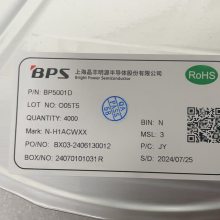 BPS
上海晶丰明源半导体股份有限公司
Bright Power Semiconductor
RoHS
P/N: BP5001D
LOT NO: O05T5
QUANTITY: 4000
BIN: N
Mark: N-H1ACWXX
MSL: 3
PO/NO: BX03-2406130012
P/C: JY
BOX/NO: 24070101031R
S/D: 2024/07/25